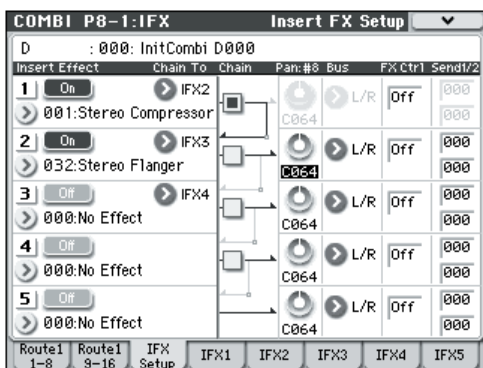 COMBI P8-1:IFX Insert FX Setup
D : 000: InitCombi D000
Insert Effect Chain To Chain Pan:#8 Bus FX Ctrl Send1/2
1 On IFX2 L/R Off 000
001:Stereo Compressor C064 000
2 On IFX3 L/R Off 000
032:Stereo Flanger C064 000
3 Off IFX4 L/R Off 000
000:No Effect C064 000
4 Off L/R Off 000
000:No Effect C064 000
5 Off L/R Off 000
000:No Effect C064 000
Route1 1-8 Route1 9-16 IFX Setup IFX1 IFX2 IFX3 IFX4 IFX5